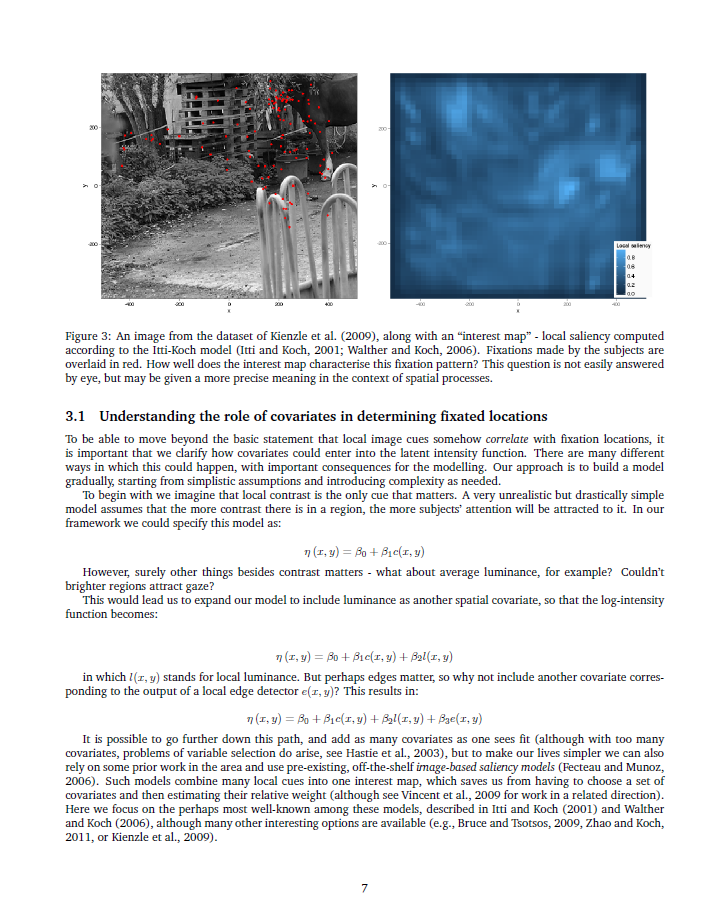 200
0
-200
-400
-200
0
200
400
x
y
200
0
-200
-400
-200
0
200
400
x
y
Local saliency
0.8
0.6
0.4
0.2
0.0
Figure 3: An image from the dataset of Kienzle et al. (2009), along with an “interest map” - local saliency computed
according to the Itti-Koch model (Itti and Koch, 2001; Walther and Koch, 2006). Fixations made by the subjects are
overlaid in red. How well does the interest map characterise this fixation pattern? This question is not easily answered
by eye, but may be given a more precise meaning in the context of spatial processes.
3.1 Understanding the role of covariates in determining fixated locations
To be able to move beyond the basic statement that local image cues somehow correlate with fixation locations, it
is important that we clarify how covariates could enter into the latent intensity function. There are many different
ways in which this could happen, with important consequences for the modelling. Our approach is to build a model
gradually, starting from simplistic assumptions and introducing complexity as needed.
To begin with we imagine that local contrast is the only cue that matters. A very unrealistic but drastically simple
model assumes that the more contrast there is in a region, the more subjects’ attention will be attracted to it. In our
framework we could specify this model as:
η (x, y) = β₀ + β₁c(x, y)
However, surely other things besides contrast matters - what about average luminance, for example? Couldn’t
brighter regions attract gaze?
This would lead us to expand our model to include luminance as another spatial covariate, so that the log-intensity
function becomes:
η (x, y) = β₀ + β₁c(x, y) + β₂l(x, y)
in which l(x, y) stands for local luminance. But perhaps edges matter, so why not include another covariate corres-
ponding to the output of a local edge detector e(x, y)? This results in:
η (x, y) = β₀ + β₁c(x, y) + β₂l(x, y) + β₃e(x, y)
It is possible to go further down this path, and add as many covariates as one sees fit (although with too many
covariates, problems of variable selection do arise, see Hastie et al., 2003), but to make our lives simpler we can also
rely on some prior work in the area and use pre-existing, off-the-shelf image-based saliency models (Fecteau and Munoz,
2006). Such models combine many local cues into one interest map, which saves us from having to choose a set of
covariates and then estimating their relative weight (although see Vincent et al., 2009 for work in a related direction).
Here we focus on the perhaps most well-known among these models, described in Itti and Koch (2001) and Walther
and Koch (2006), although many other interesting options are available (e.g., Bruce and Tsotsos, 2009, Zhao and Koch,
2011, or Kienzle et al., 2009).
7